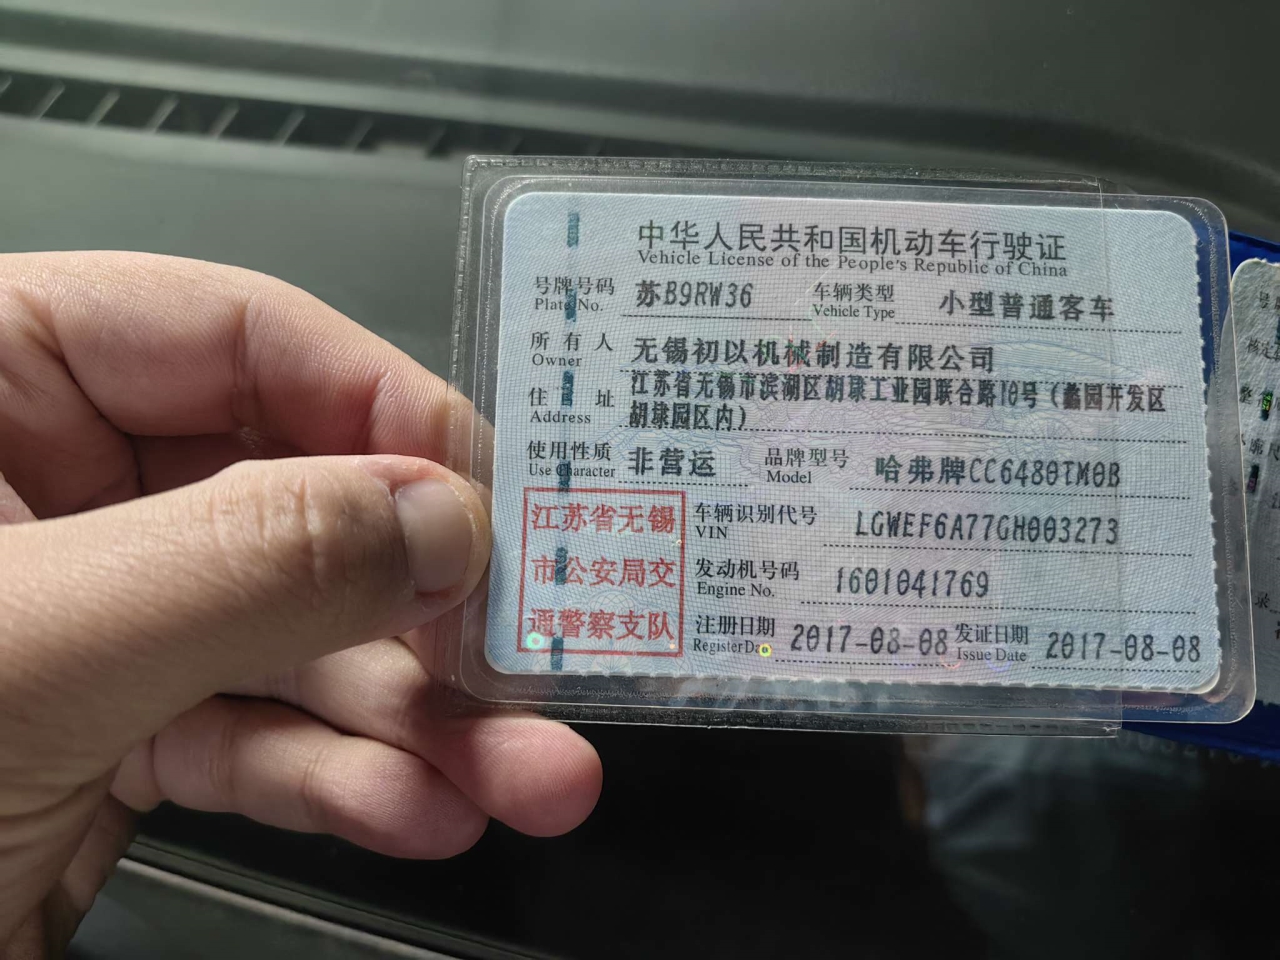 中华人民共和国机动车行驶证
Vehicle License of the People's Republic of China
号牌号码 苏B9RW36 车辆类型 小型普通客车
Plate No. Vehicle Type
所有人 无锡初以机械制造有限公司
Owner
住址 江苏省无锡市滨湖区胡埭工业园联合路10号（蠡园开发区
Address 胡埭园区内）
使用性质 非营运 品牌型号 哈弗牌CC6480TM0B
Use Character Model
江苏省无锡
市公安局交
通警察支队
车辆识别代号 LGWEF6A77GH003273
VIN
发动机号码 1601041769
Engine No.
注册日期 2017-08-08 发证日期 2017-08-08
Register Da Issue Date